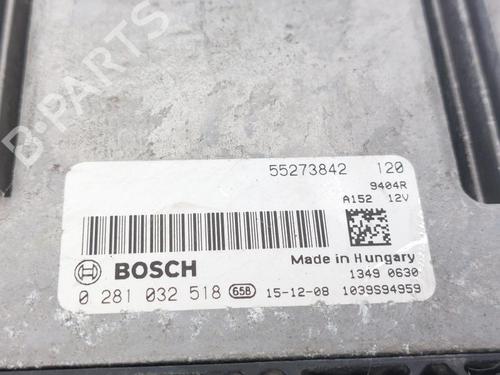 B-PARTS
55273842 120
9404R
A152 12V
BOSCH
Made in Hungary
1349 0630
0 281 032 518 65B 15-12-08 1039S94959